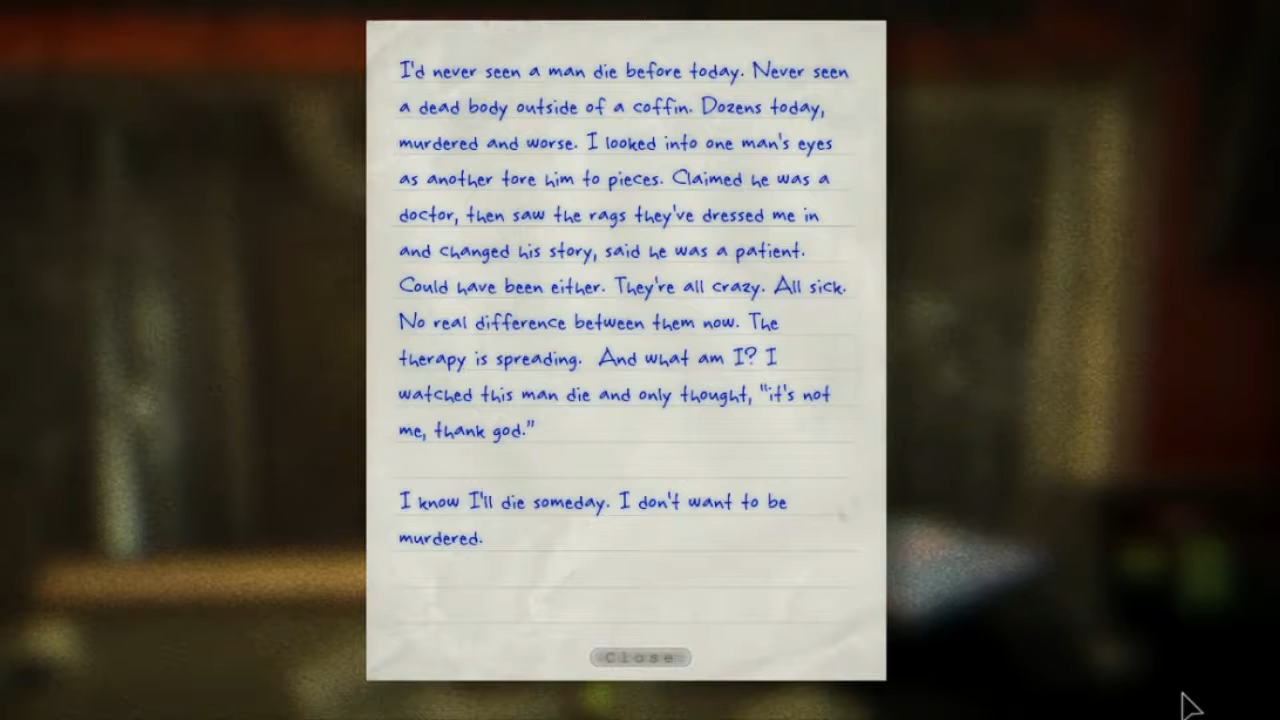 I'd never seen a man die before today. Never seen
a dead body outside of a coffin. Dozens today,
murdered and worse. I looked into one man's eyes
as another tore him to pieces. Claimed he was a
doctor, then saw the rags they've dressed me in
and changed his story, said he was a patient.
Could have been either. They're all crazy. All sick.
No real difference between them now. The
therapy is spreading. And what am I? I
watched this man die and only thought, "it's not
me, thank god."
I know I'll die someday. I don't want to be
murdered.
Close